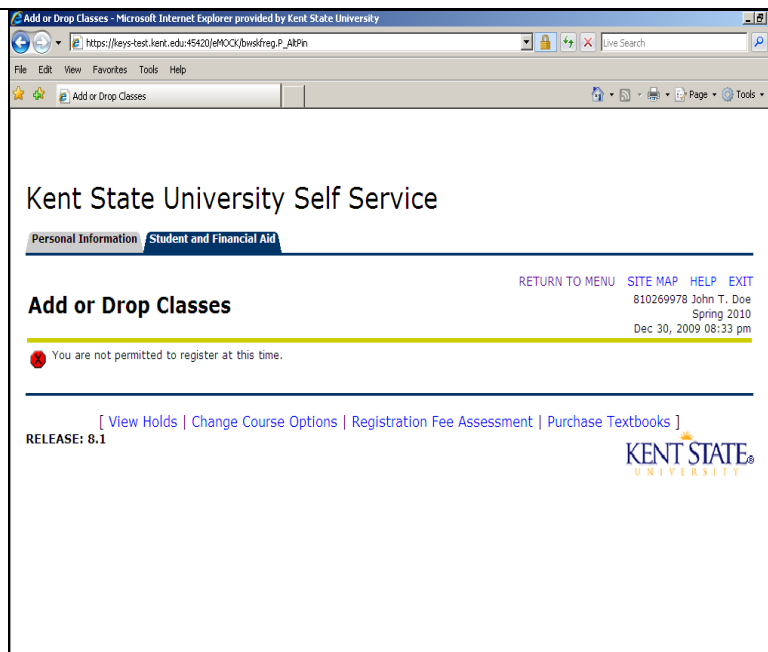 Add or Drop Classes - Microsoft Internet Explorer provided by Kent State University
https://keys-test.kent.edu:45420/eMOCK/bwskfreg.P_AltPin
Live Search
File Edit View Favorites Tools Help
Add or Drop Classes
Page
Tools
Kent State University Self Service
Personal Information
Student and Financial Aid
RETURN TO MENU SITE MAP HELP EXIT
Add or Drop Classes
810269978 John T. Doe
Spring 2010
Dec 30, 2009 08:33 pm
You are not permitted to register at this time.
[ View Holds | Change Course Options | Registration Fee Assessment | Purchase Textbooks ]
RELEASE: 8.1
KENT STATE®
UNIVERSITY